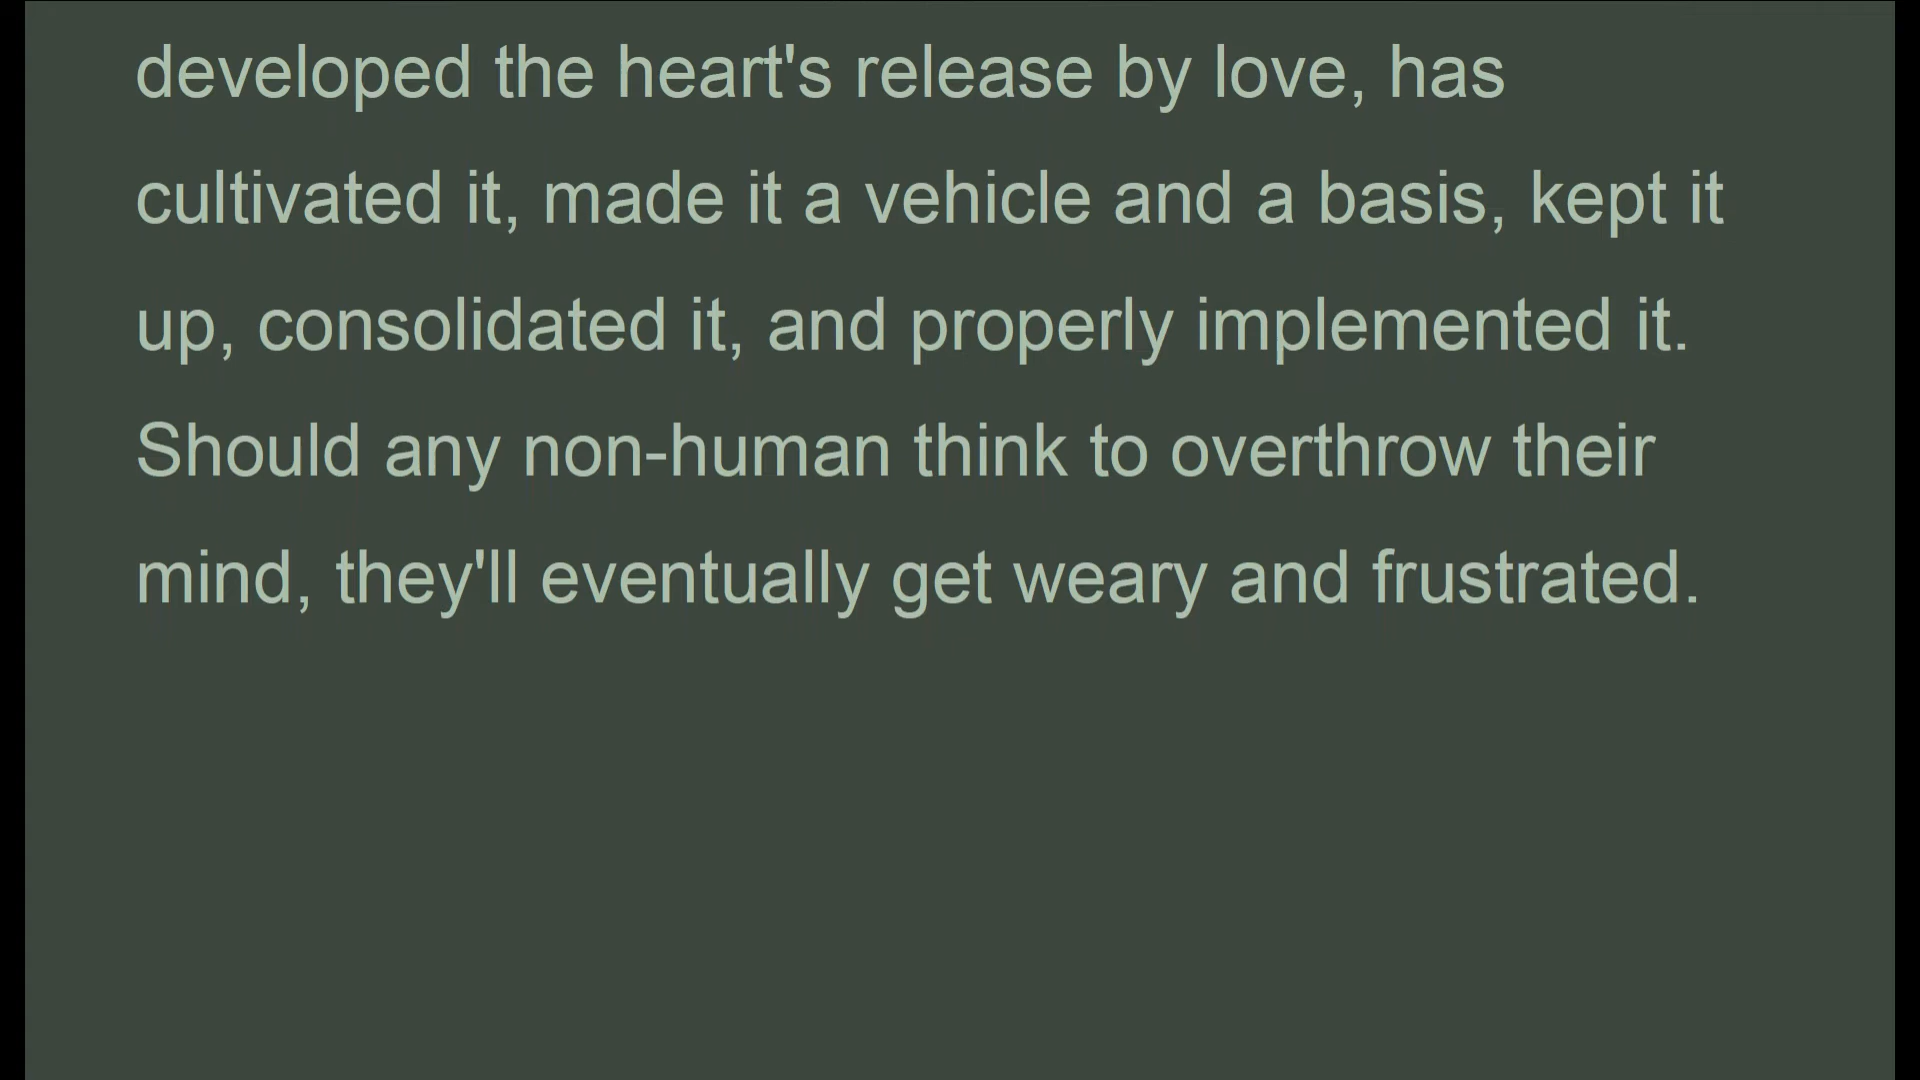 developed the heart's release by love, has
cultivated it, made it a vehicle and a basis, kept it
up, consolidated it, and properly implemented it.
Should any non-human think to overthrow their
mind, they'll eventually get weary and frustrated.